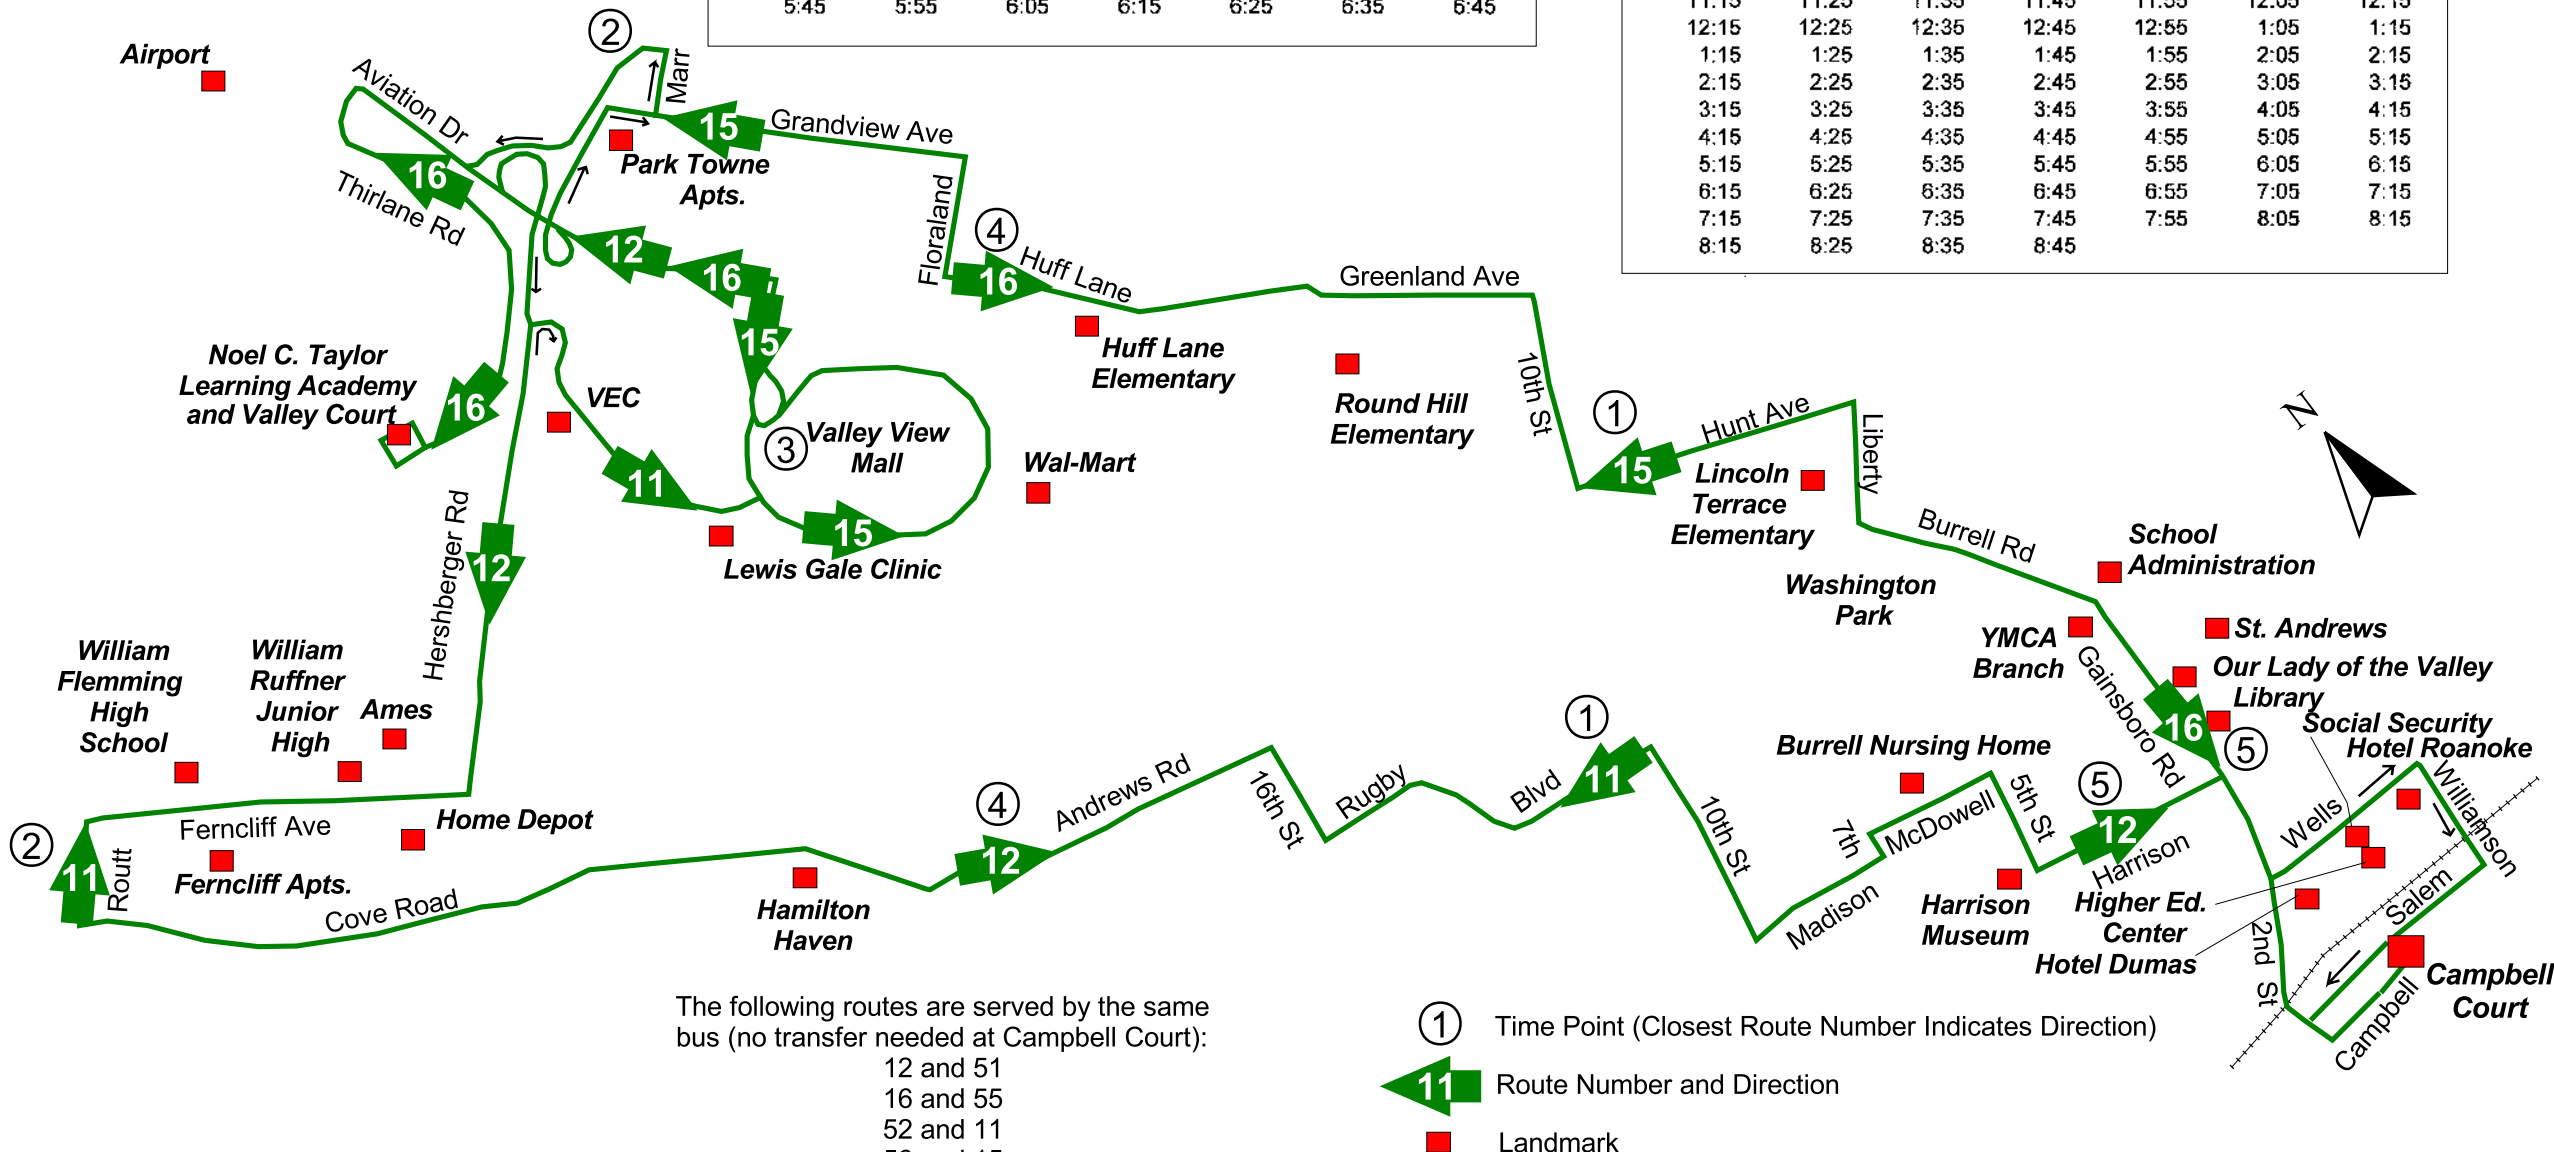 5:45 5:55 6:05 6:15 6:25 6:35 6:45
11:15 11:25 11:35 11:45 11:55 12:05 12:15
12:15 12:25 12:35 12:45 12:55 1:05 1:15
1:15 1:25 1:35 1:45 1:55 2:05 2:15
2:15 2:25 2:35 2:45 2:55 3:05 3:15
3:15 3:25 3:35 3:45 3:55 4:05 4:15
4:15 4:25 4:35 4:45 4:55 5:05 5:15
5:15 5:25 5:35 5:45 5:55 6:05 6:15
6:15 6:25 6:35 6:45 6:55 7:05 7:15
7:15 7:25 7:35 7:45 7:55 8:05 8:15
8:15 8:25 8:35 8:45
2
Airport
Aviation Dr
Marr
15
Grandview Ave
Park Towne
Apts.
16
Thirlane Rd
Floraland
4
16
Huff Lane
12
16
15
Greenland Ave
Huff Lane
Elementary
Round Hill
Elementary
10th St
1
15
Hunt Ave
Liberty
Lincoln
Terrace
Elementary
N
Noel C. Taylor
Learning Academy
and Valley Court
16
VEC
11
3
Valley View
Mall
15
Wal-Mart
Lewis Gale Clinic
Hershberger Rd
12
Burrell Rd
School
Administration
Washington
Park
YMCA
Branch
St. Andrews
Our Lady of the Valley
Library
Gainsboro Rd
16
5
Social Security
Hotel Roanoke
William
Flemming
High
School
William
Ruffner
Junior
High
Ames
Home Depot
Ferncliff Ave
2
11
Routt
Ferncliff Apts.
Cove Road
Hamilton
Haven
4
12
Andrews Rd
16th St
Rugby
Blvd
1
11
10th St
Burrell Nursing Home
Madison
7th
McDowell
5th St
5
12
Harrison
Harrison
Museum
Higher Ed.
Center
Hotel Dumas
Wells
Williamson
Salem
2nd St
Campbell
Campbell
Court
The following routes are served by the same
bus (no transfer needed at Campbell Court):
12 and 51
16 and 55
52 and 11
1 Time Point (Closest Route Number Indicates Direction)
11 Route Number and Direction
Landmark